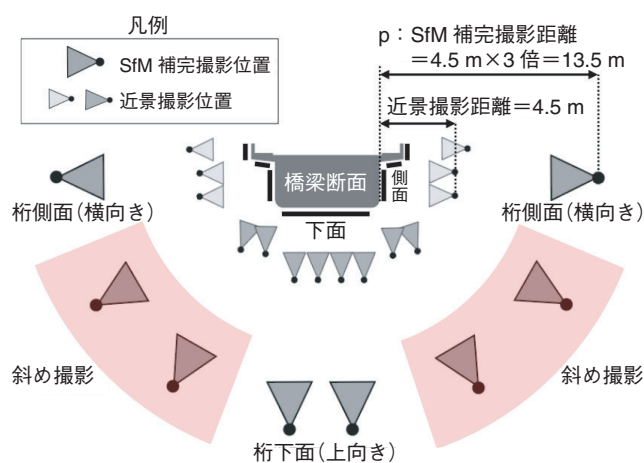 凡例
SfM 補完撮影位置
近景撮影位置
p：SfM 補完撮影距離
＝4.5 m×3 倍＝13.5 m
近景撮影距離＝4.5 m
橋梁断面
側面
下面
桁側面（横向き）
桁側面（横向き）
斜め撮影
斜め撮影
桁下面（上向き）